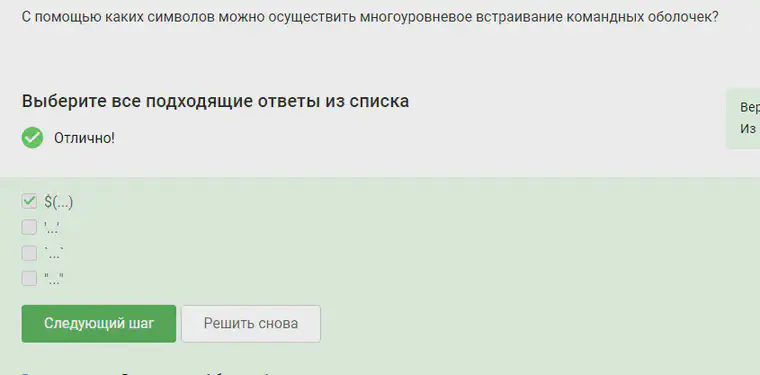 С помощью каких символов можно осуществить многоуровневое встраивание командных оболочек?
Выберите все подходящие ответы из списка
Вер
Отлично!
Из
$(...)
'...'
`...`
"..."
Следующий шаг
Решить снова